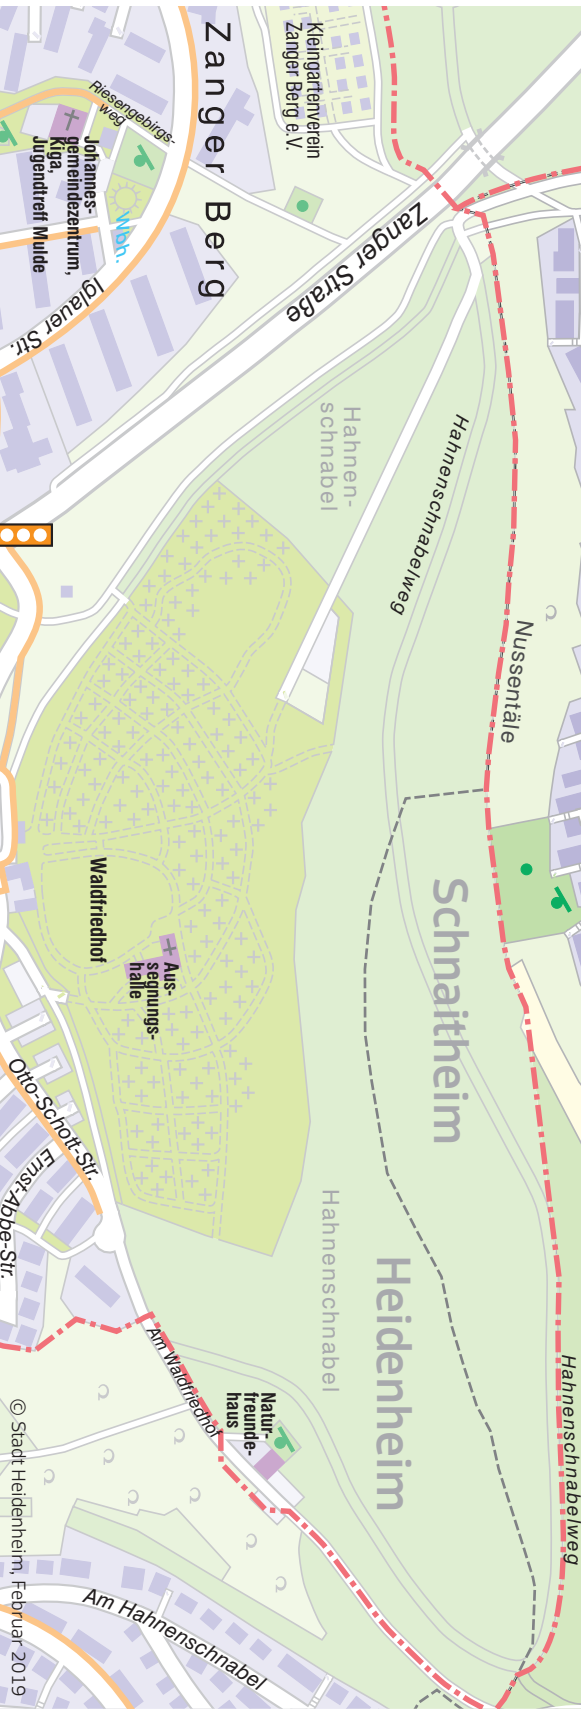 Kleingartenverein
Zanger Berg e.V.
Zanger Berg
Riesengebirgs-
weg
Johannes-
gemeindezentrum,
Kiga,
Jugendtreff Mulde
Wbh.
Iglauer Str.
Zanger Straße
Hahnen-
schnabel
Hahnenschnabelweg
Nussentäle
Waldfriedhof
Aus-
segnungs-
halle
Schnaitheim
Heidenheim
Hahnenschnabel
Otto-Schott-Str.
Ernst-Abbe-Str.
Am Waldfriedhof
Natur-
freunde-
haus
Hahnenschnabelweg
Am Hahnenschnabel
© Stadt Heidenheim, Februar 2019